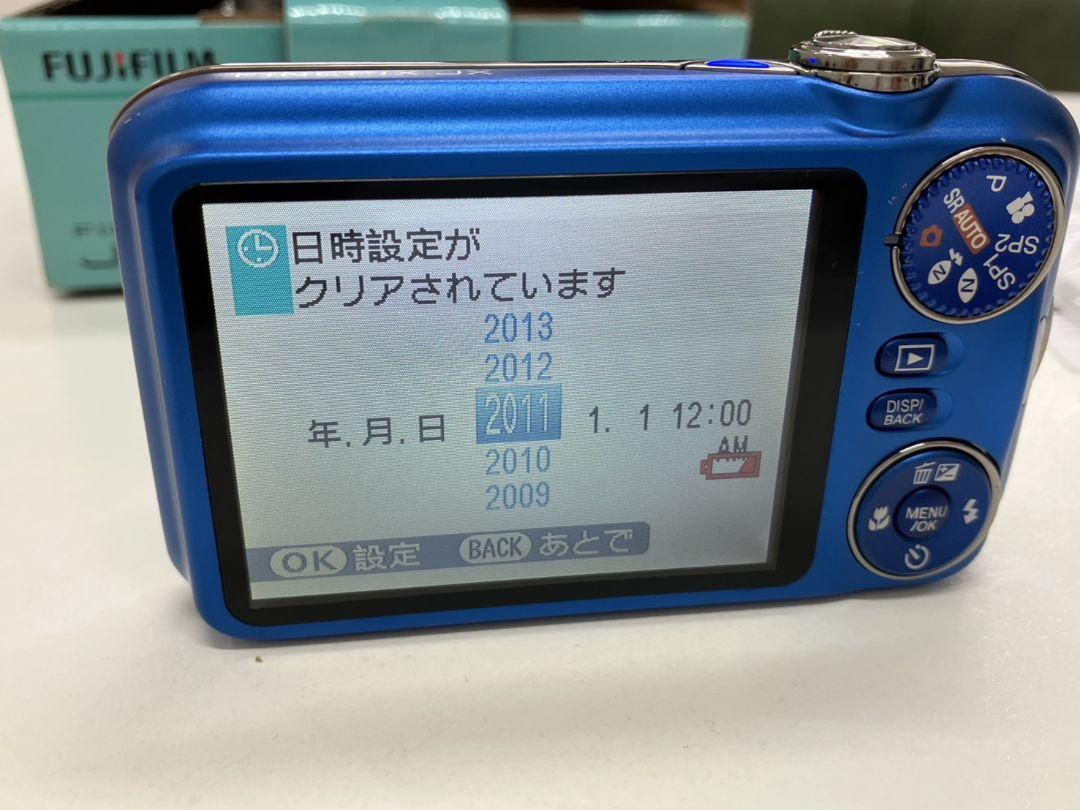 FUJIFILM
日時設定が
クリアされています
2013
2012
年.月.日 2011 1. 1 12:00
AM
2010
2009
OK 設定 BACK あとで
P
SR AUTO
SP2
SP1
N
N
DISP/
BACK
MENU
/OK